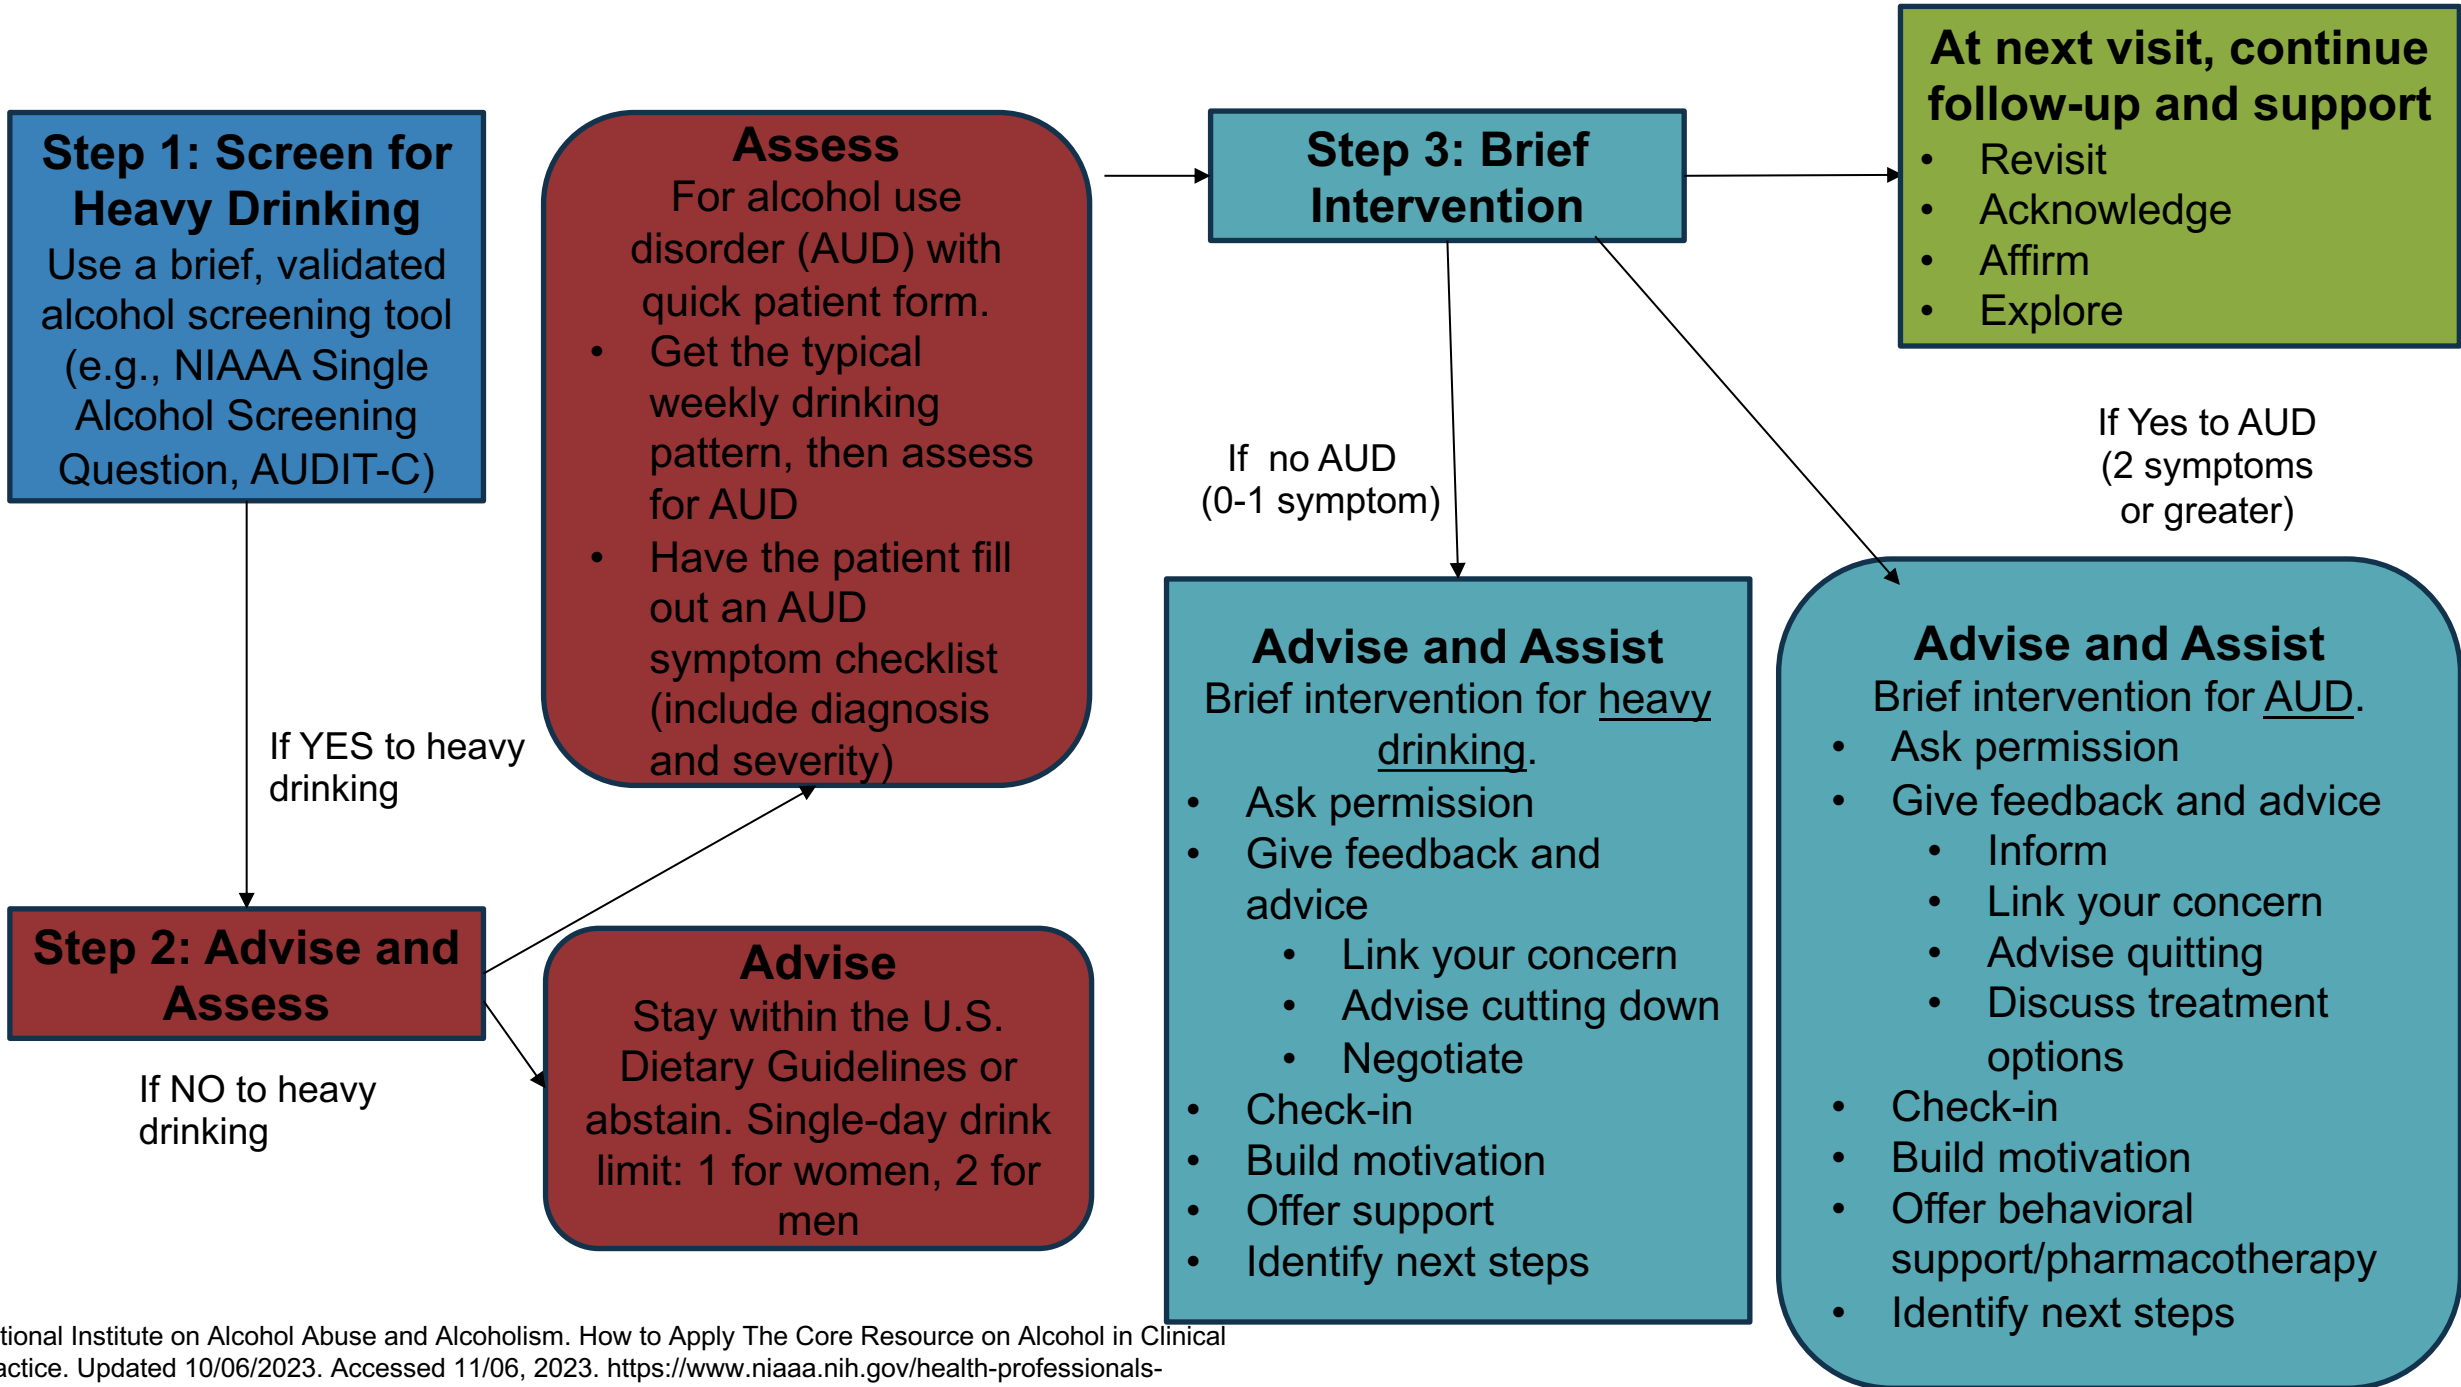 Step 1: Screen for
Heavy Drinking
Use a brief, validated
alcohol screening tool
(e.g., NIAAA Single
Alcohol Screening
Question, AUDIT-C)
If YES to heavy
drinking
Step 2: Advise and
Assess
If NO to heavy
drinking
Assess
For alcohol use
disorder (AUD) with
quick patient form.
• Get the typical
weekly drinking
pattern, then assess
for AUD
• Have the patient fill
out an AUD
symptom checklist
(include diagnosis
and severity)
Advise
Stay within the U.S.
Dietary Guidelines or
abstain. Single-day drink
limit: 1 for women, 2 for
men
Step 3: Brief
Intervention
If no AUD
(0-1 symptom)
Advise and Assist
Brief intervention for heavy
drinking.
• Ask permission
• Give feedback and
advice
• Link your concern
• Advise cutting down
• Negotiate
• Check-in
• Build motivation
• Offer support
• Identify next steps
At next visit, continue
follow-up and support
• Revisit
• Acknowledge
• Affirm
• Explore
If Yes to AUD
(2 symptoms
or greater)
Advise and Assist
Brief intervention for AUD.
• Ask permission
• Give feedback and advice
• Inform
• Link your concern
• Advise quitting
• Discuss treatment
options
• Check-in
• Build motivation
• Offer behavioral
support/pharmacotherapy
• Identify next steps
tional Institute on Alcohol Abuse and Alcoholism. How to Apply The Core Resource on Alcohol in Clinical
actice. Updated 10/06/2023. Accessed 11/06, 2023. https://www.niaaa.nih.gov/health-professionals-